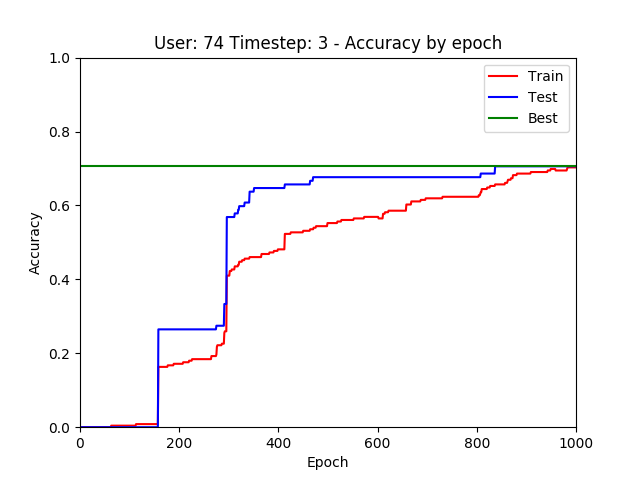 User: 74 Timestep: 3 - Accuracy by epoch
1.0
0.8
0.6
0.4
0.2
0.0
Accuracy
Train
Test
Best
0 200 400 600 800 1000
Epoch